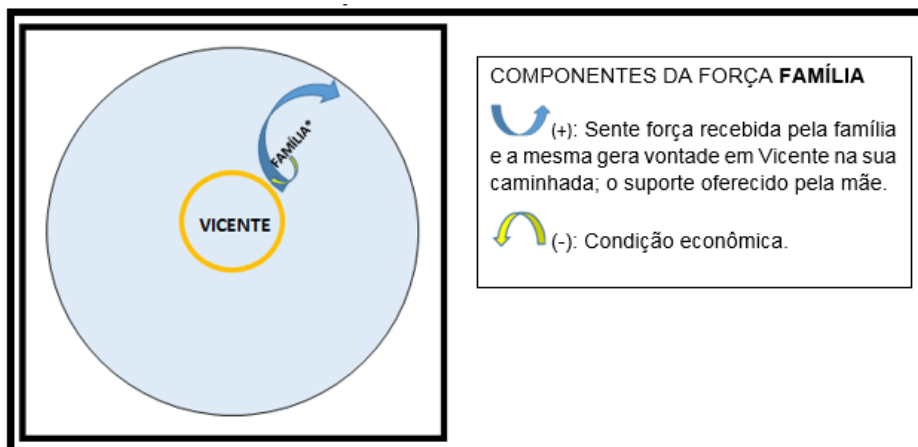 FAMÍLIA*
VICENTE
COMPONENTES DA FORÇA FAMÍLIA
(+): Sente força recebida pela família
e a mesma gera vontade em Vicente na sua
caminhada; o suporte oferecido pela mãe.
(-): Condição econômica.